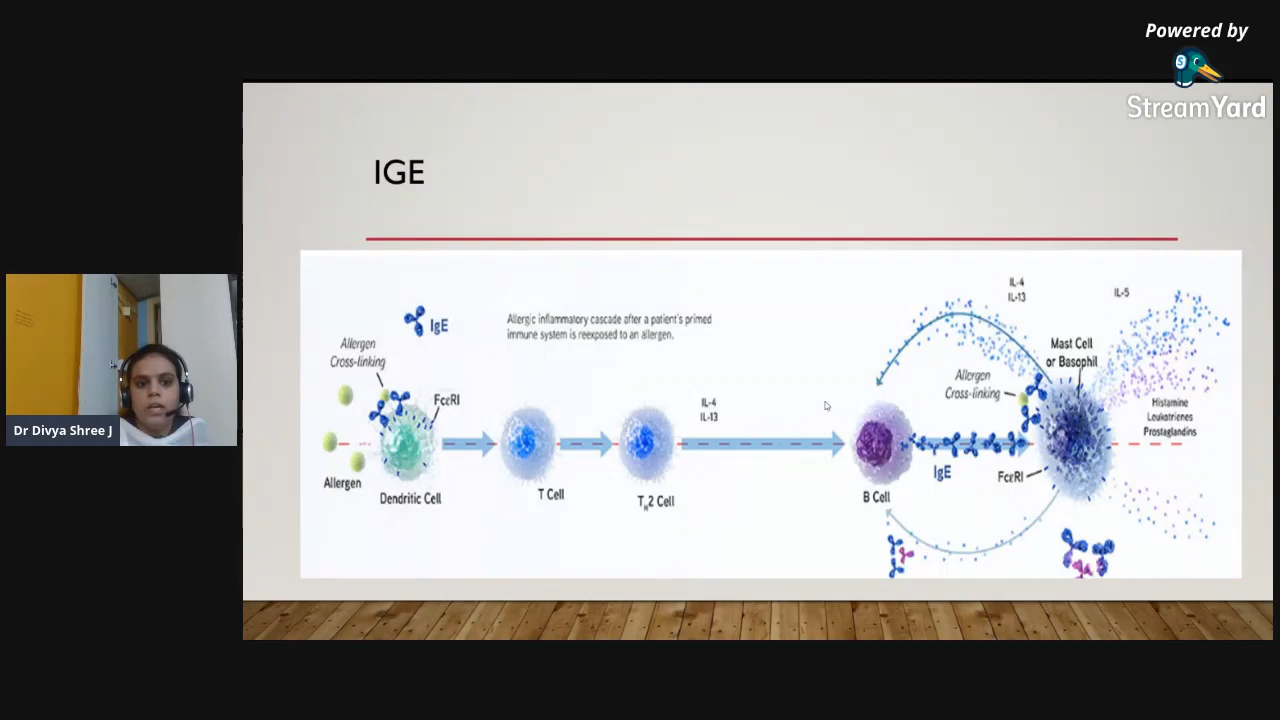 Powered by
StreamYard
IGE
IgE
Allergic inflammatory cascade after a patient's primed
immune system is reexposed to an allergen.
Allergen
Cross-linking
FcεRI
Allergen
Dendritic Cell
T Cell
TH2 Cell
IL-4
IL-13
B Cell
IgE
IL-4
IL-13
IL-5
Mast Cell
or Basophil
Allergen
Cross-linking
FcεRI
Histamine
Leukotrienes
Prostaglandins
Dr Divya Shree J